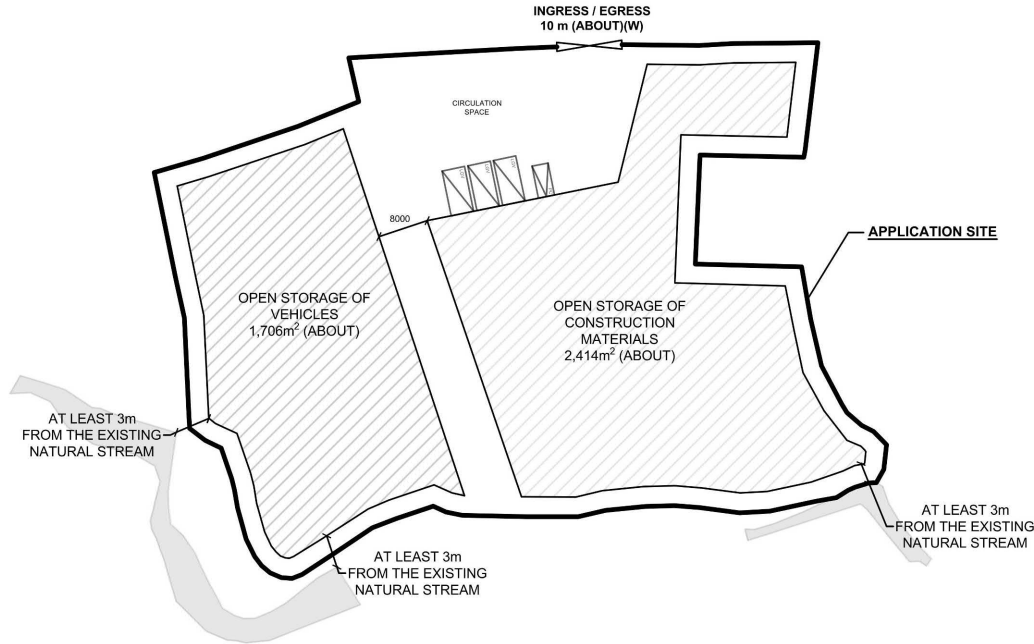 INGRESS / EGRESS
10 m (ABOUT)(W)
CIRCULATION
SPACE
8000
APPLICATION SITE
OPEN STORAGE OF
VEHICLES
1,706m² (ABOUT)
OPEN STORAGE OF
CONSTRUCTION
MATERIALS
2,414m² (ABOUT)
AT LEAST 3m
FROM THE EXISTING
NATURAL STREAM
AT LEAST 3m
FROM THE EXISTING
NATURAL STREAM
AT LEAST 3m
FROM THE EXISTING
NATURAL STREAM